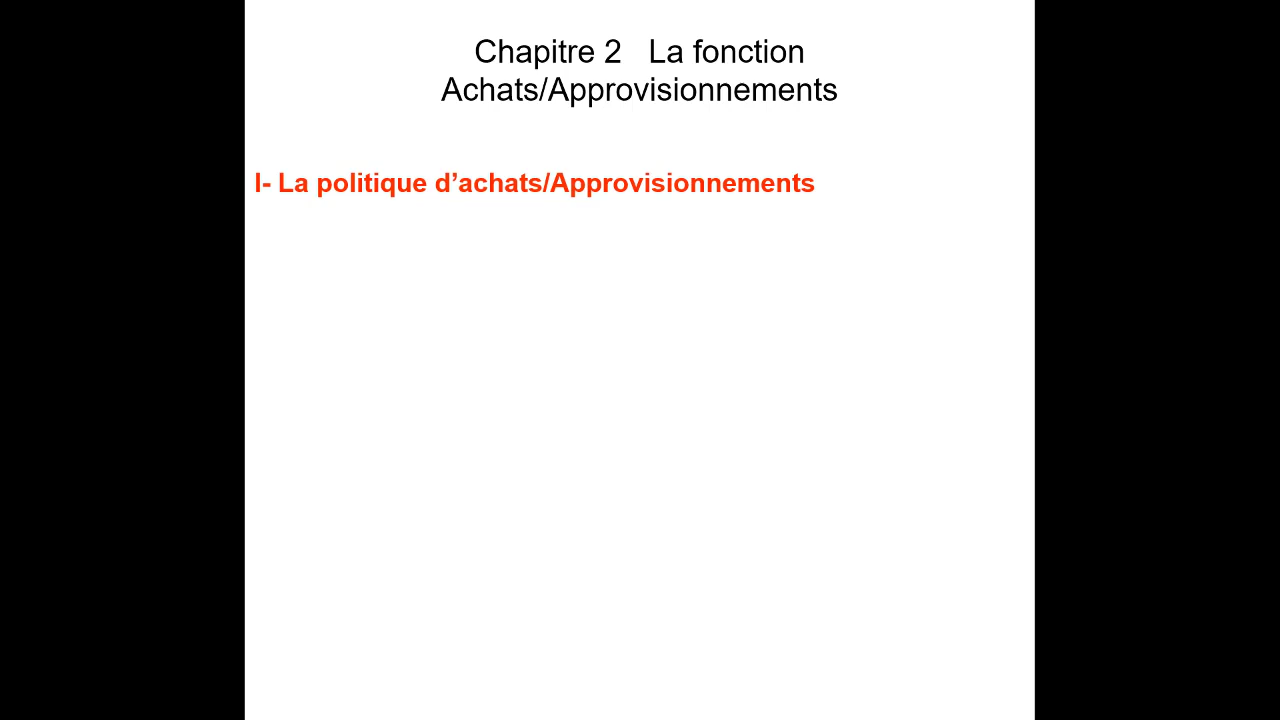 Chapitre 2   La fonction
Achats/Approvisionnements
I- La politique d’achats/Approvisionnements